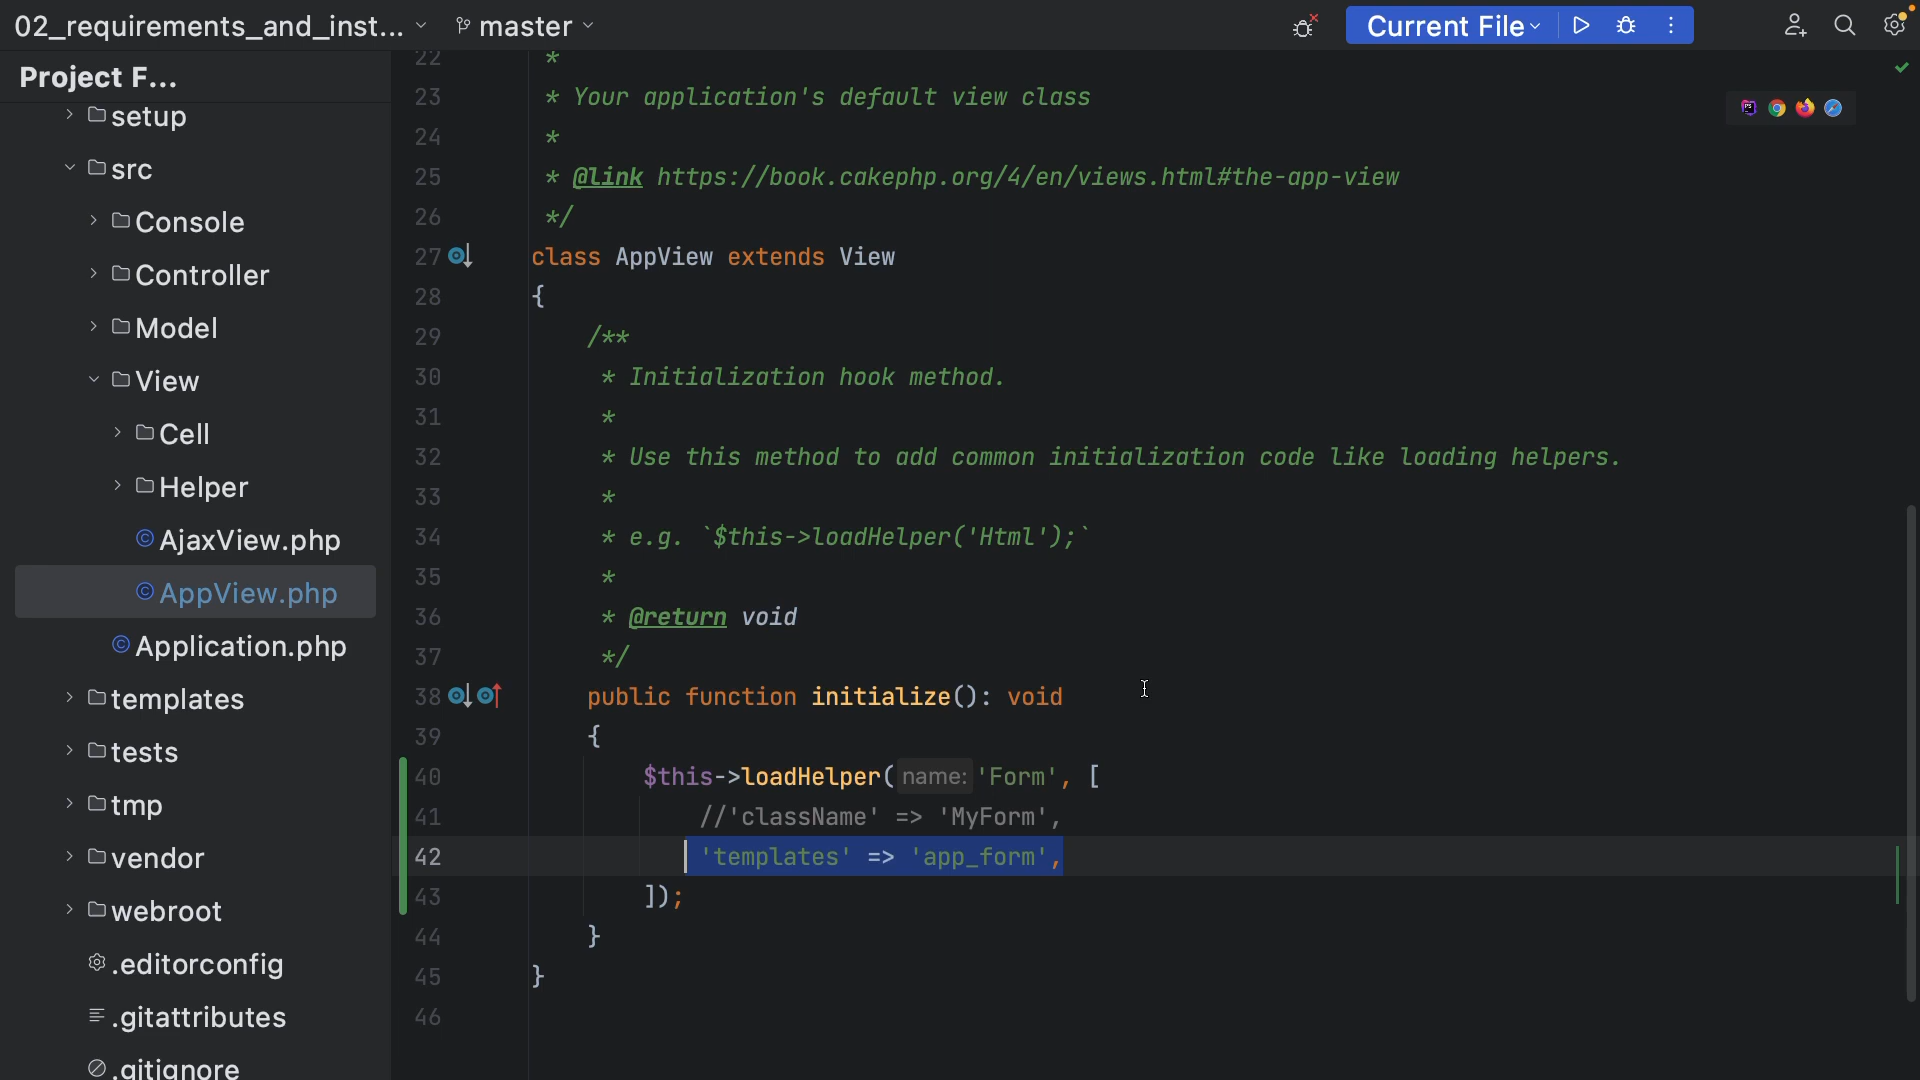 02_requirements_and_inst...
master
Current File
Project F...
setup
src
Console
Controller
Model
View
Cell
Helper
AjaxView.php
AppView.php
Application.php
templates
tests
tmp
vendor
webroot
.editorconfig
.gitattributes
.gitignore
22 *
23 * Your application's default view class
24 *
25 * @link https://book.cakephp.org/4/en/views.html#the-app-view
26 */
27 class AppView extends View
28 {
29 /**
30 * Initialization hook method.
31 *
32 * Use this method to add common initialization code like loading helpers.
33 *
34 * e.g. `$this->loadHelper('Html');`
35 *
36 * @return void
37 */
38 public function initialize(): void
39 {
40 $this->loadHelper( name: 'Form', [
41 //'className' => 'MyForm',
42 'templates' => 'app_form',
43 ]);
44 }
45 }
46